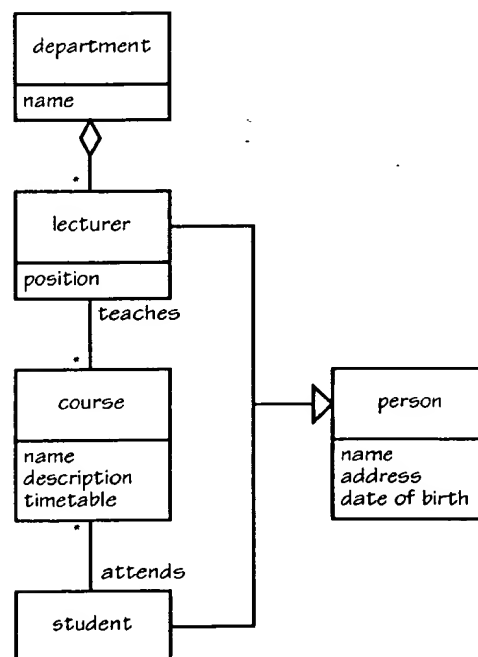 department
name
*
lecturer
position
teaches
*
course
name
description
timetable
*
attends
student
person
name
address
date of birth